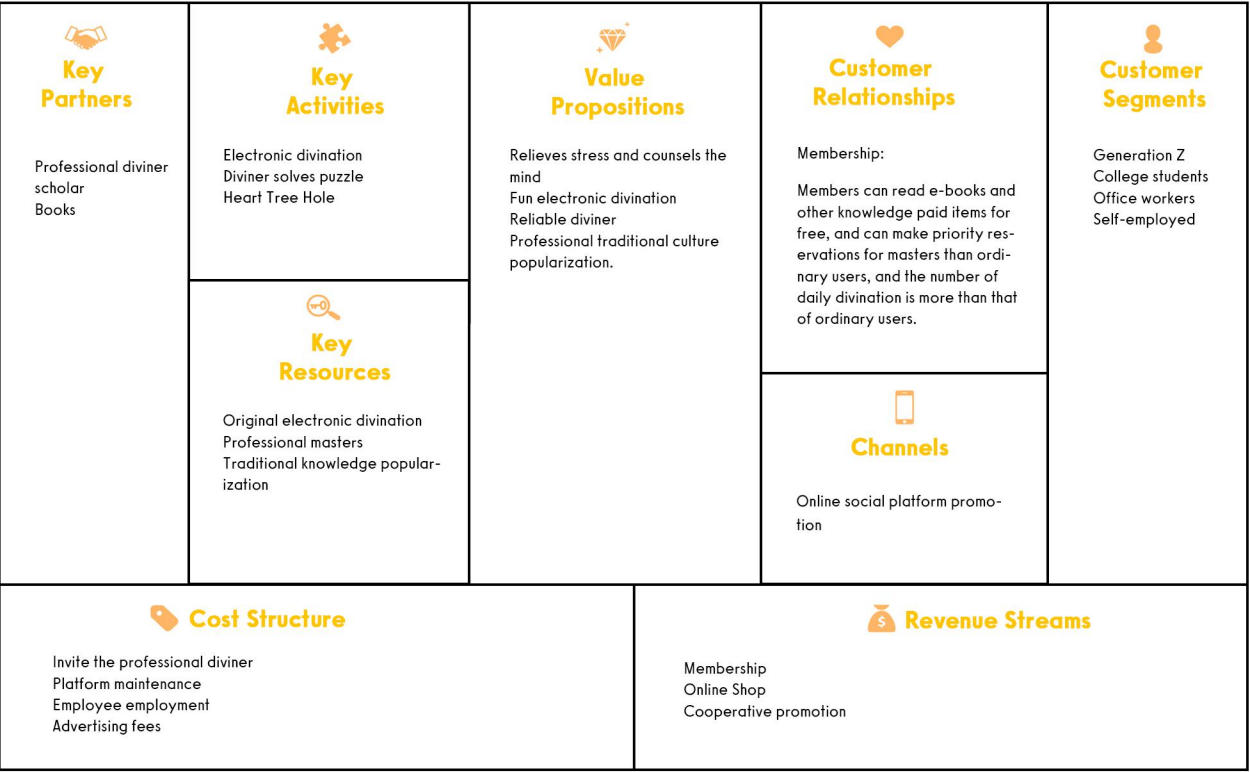 Key
Partners
Professional diviner
scholar
Books
Key
Activities
Electronic divination
Diviner solves puzzle
Heart Tree Hole
Key
Resources
Original electronic divination
Professional masters
Traditional knowledge popular-
ization
Value
Propositions
Relieves stress and counsels the
mind
Fun electronic divination
Reliable diviner
Professional traditional culture
popularization.
Customer
Relationships
Membership:
Members can read e-books and
other knowledge paid items for
free, and can make priority res-
ervations for masters than ordi-
nary users, and the number of
daily divination is more than that
of ordinary users.
Channels
Online social platform promo-
tion
Customer
Segments
Generation Z
College students
Office workers
Self-employed
Cost Structure
Invite the professional diviner
Platform maintenance
Employee employment
Advertising fees
$
Revenue Streams
Membership
Online Shop
Cooperative promotion